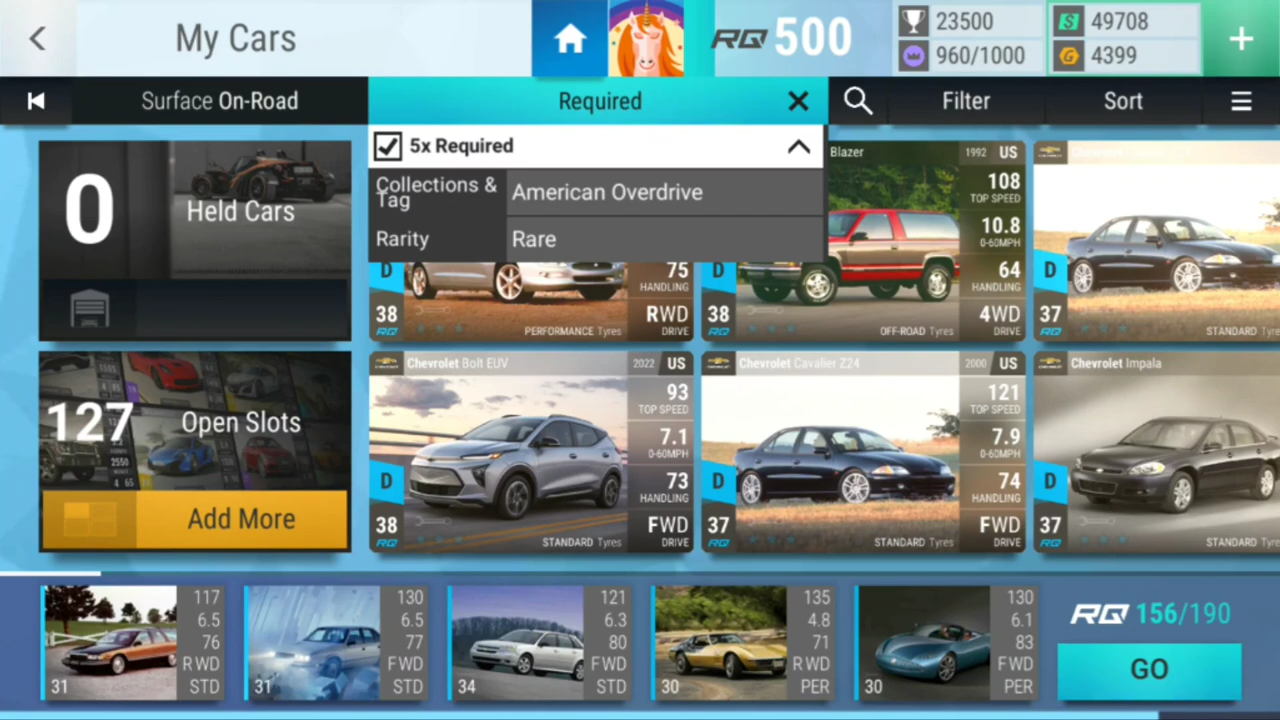 My Cars
RQ 500
23500
960/1000
49708
4399
+
Surface On-Road
Required
Filter
Sort
5x Required
Collections & Tag
American Overdrive
Rarity
Rare
0
Held Cars
127
Open Slots
Add More
D
38
RQ
75
HANDLING
RWD
DRIVE
PERFORMANCE Tyres
Blazer
1992 US
108
TOP SPEED
10.8
0-60MPH
64
HANDLING
4WD
DRIVE
D
38
RQ
OFF-ROAD Tyres
D
37
RQ
STANDARD
Chevrolet Bolt EUV
2022 US
93
TOP SPEED
7.1
0-60MPH
73
HANDLING
FWD
DRIVE
D
38
RQ
STANDARD Tyres
Chevrolet Cavalier Z24
2000 US
121
TOP SPEED
7.9
0-60MPH
74
HANDLING
FWD
DRIVE
D
37
RQ
STANDARD Tyres
Chevrolet Impala
D
37
RQ
STANDARD
31
117
6.5
76
RWD
STD
31
130
6.5
77
FWD
STD
34
121
6.3
80
FWD
STD
30
135
4.8
71
RWD
PER
30
130
6.1
83
FWD
PER
RQ 156/190
GO